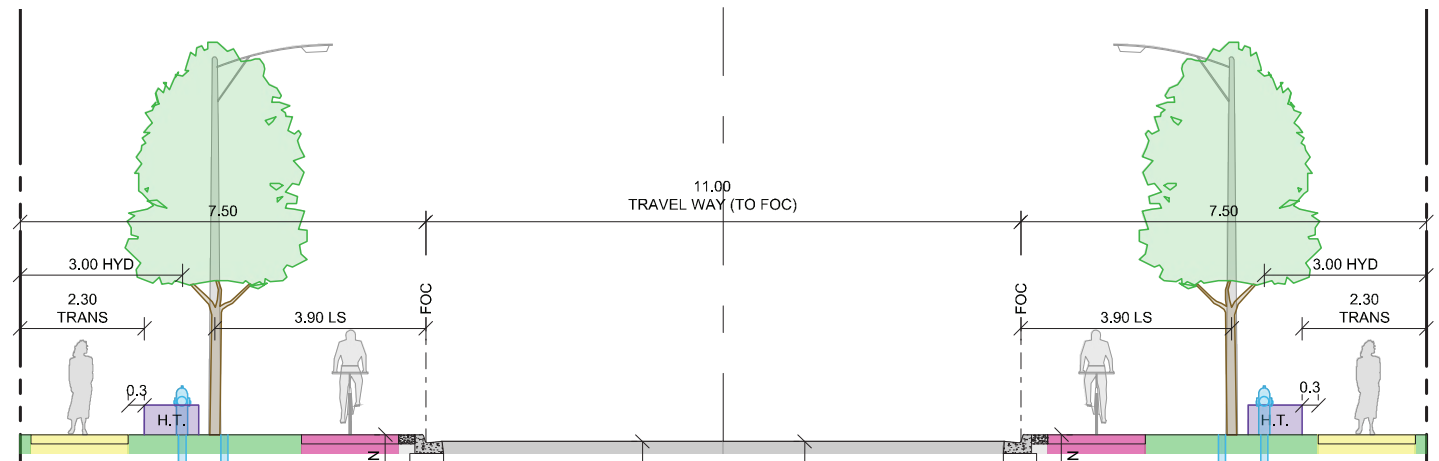 11.00
TRAVEL WAY (TO FOC)
7.50
7.50
3.00 HYD
3.00 HYD
2.30
TRANS
3.90 LS
FOC
FOC
3.90 LS
2.30
TRANS
0.3
0.3
H.T.
H.T.
N
N